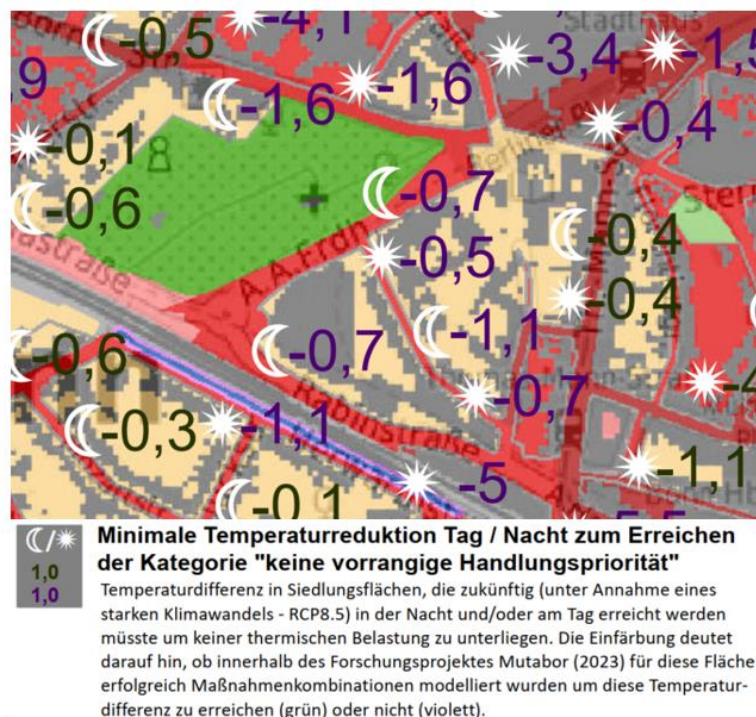 -0,5
-4,1
Stadthaus
-3,4
-1,5
,9
-1,6
-1,6
-0,4
-0,1
-0,7
-0,6
-0,4
A.A.Fröh
-0,5
-0,4
-0,6
-0,7
-1,1
-0,7
Rabinstraße
-0,3
-1,1
-1,1
-5
-0,1
☾/☀ Minimale Temperaturreduktion Tag / Nacht zum Erreichen
der Kategorie "keine vorrangige Handlungspriorität"
1,0
1,0
Temperaturdifferenz in Siedlungsflächen, die zukünftig (unter Annahme eines
starken Klimawandels - RCP8.5) in der Nacht und/oder am Tag erreicht werden
müsste um keiner thermischen Belastung zu unterliegen. Die Einfärbung deutet
darauf hin, ob innerhalb des Forschungsprojektes Mutabor (2023) für diese Fläche
erfolgreich Maßnahmenkombinationen modelliert wurden um diese Temperatur-
differenz zu erreichen (grün) oder nicht (violett).